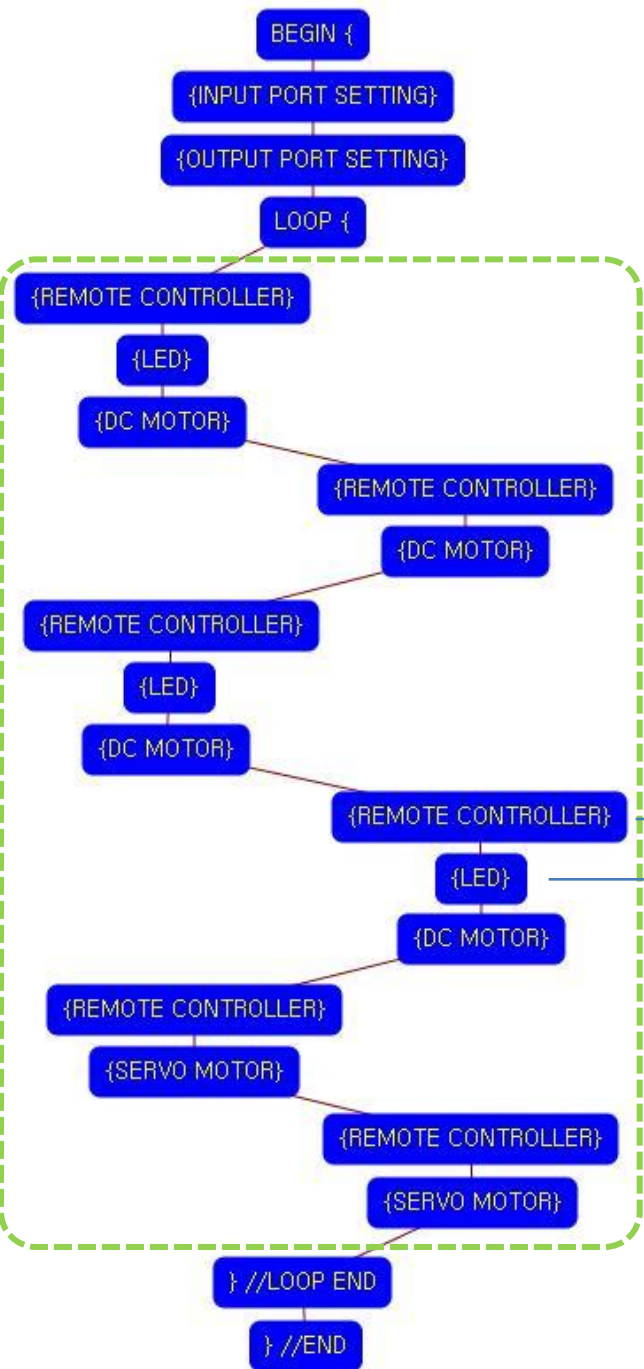 BEGIN {
{INPUT PORT SETTING}
{OUTPUT PORT SETTING}
LOOP {
{REMOTE CONTROLLER}
{LED}
{DC MOTOR}
{REMOTE CONTROLLER}
{DC MOTOR}
{REMOTE CONTROLLER}
{LED}
{DC MOTOR}
{REMOTE CONTROLLER}
{LED}
{DC MOTOR}
{REMOTE CONTROLLER}
{SERVO MOTOR}
{REMOTE CONTROLLER}
{SERVO MOTOR}
} //LOOP END
} //END